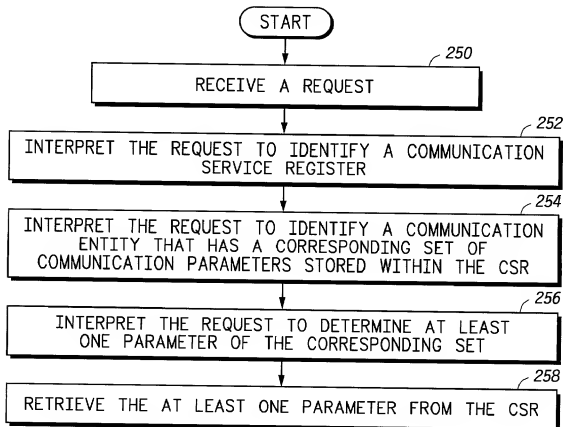 START
250
RECEIVE A REQUEST
252
INTERPRET THE REQUEST TO IDENTIFY A COMMUNICATION
SERVICE REGISTER
254
INTERPRET THE REQUEST TO IDENTIFY A COMMUNICATION
ENTITY THAT HAS A CORRESPONDING SET OF
COMMUNICATION PARAMETERS STORED WITHIN THE CSR
256
INTERPRET THE REQUEST TO DETERMINE AT LEAST
ONE PARAMETER OF THE CORRESPONDING SET
258
RETRIEVE THE AT LEAST ONE PARAMETER FROM THE CSR